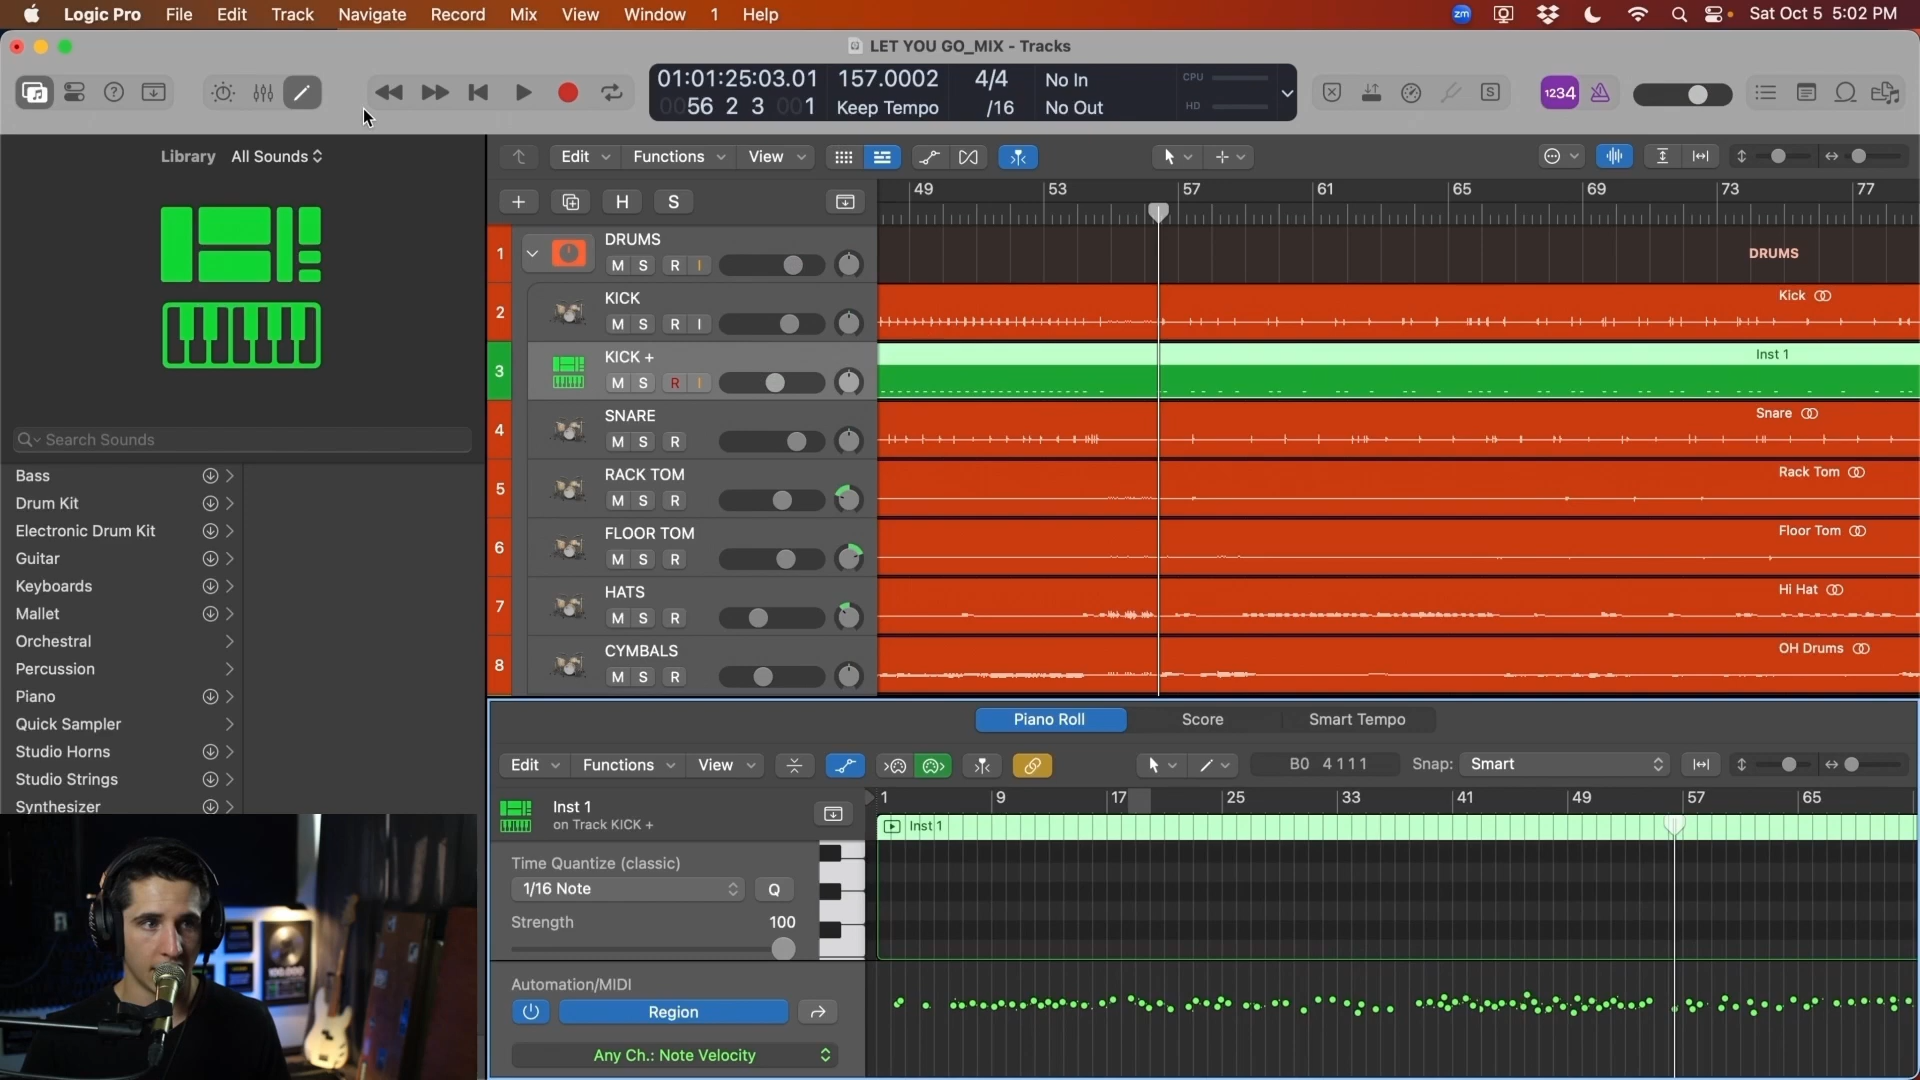 Logic Pro File Edit Track Navigate Record Mix View Window 1 Help
zm Sat Oct 5 5:02 PM
LET YOU GO_MIX - Tracks
01:01:25:03.01 157.0002 4/4 No In CPU
0056 2 3 001 Keep Tempo /16 No Out HD
S 1234
Library All Sounds
Edit Functions View
H S
49 53 57 61 65 69 73 77
1 DRUMS
M S R I
DRUMS
2 KICK
M S R I
Kick
3 KICK +
M S R I
Inst 1
4 SNARE
M S R
Snare
5 RACK TOM
M S R
Rack Tom
6 FLOOR TOM
M S R
Floor Tom
7 HATS
M S R
Hi Hat
8 CYMBALS
M S R
OH Drums
Search Sounds
Bass
Drum Kit
Electronic Drum Kit
Guitar
Keyboards
Mallet
Orchestral
Percussion
Piano
Quick Sampler
Studio Horns
Studio Strings
Synthesizer
Piano Roll Score Smart Tempo
Edit Functions View B0 4 1 1 1 Snap: Smart
1 9 17 25 33 41 49 57 65
Inst 1
on Track KICK +
Inst 1
Time Quantize (classic)
1/16 Note Q
Strength 100
Automation/MIDI
Region
Any Ch.: Note Velocity
100.000